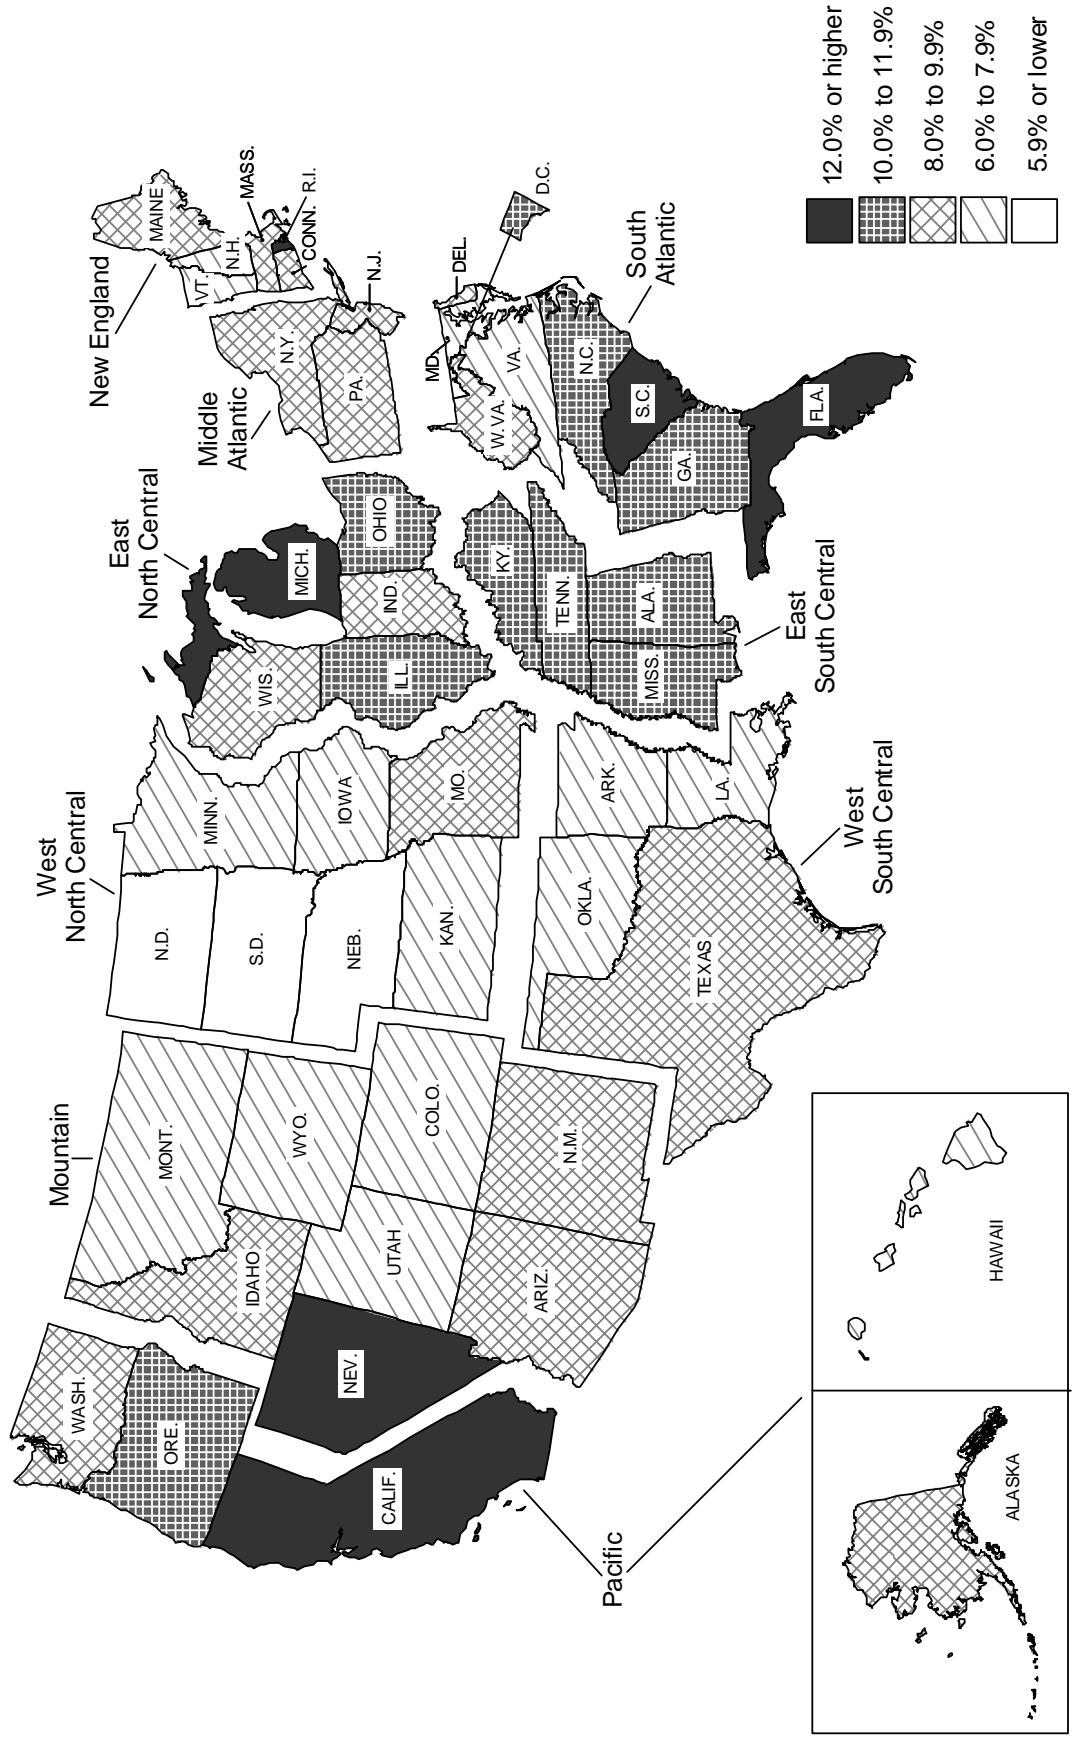 Pacific
Mountain
West
North Central
East
North Central
Middle
Atlantic
New England
West
South Central
East
South Central
South
Atlantic
WASH.
ORE.
CALIF.
NEV.
IDAHO
MONT.
WYO.
UTAH
COLO.
ARIZ.
N.M.
N.D.
S.D.
NEB.
KAN.
MINN.
IOWA
MO.
OKLA.
ARK.
TEXAS
LA.
WIS.
MICH.
ILL.
IND.
OHIO
KY.
TENN.
MISS.
ALA.
N.Y.
PA.
N.J.
MAINE
VT.
N.H.
MASS.
CONN.
R.I.
MD.
DEL.
D.C.
W.VA.
VA.
N.C.
S.C.
GA.
FLA.
ALASKA
HAWAII
12.0% or higher
10.0% to 11.9%
8.0% to 9.9%
6.0% to 7.9%
5.9% or lower